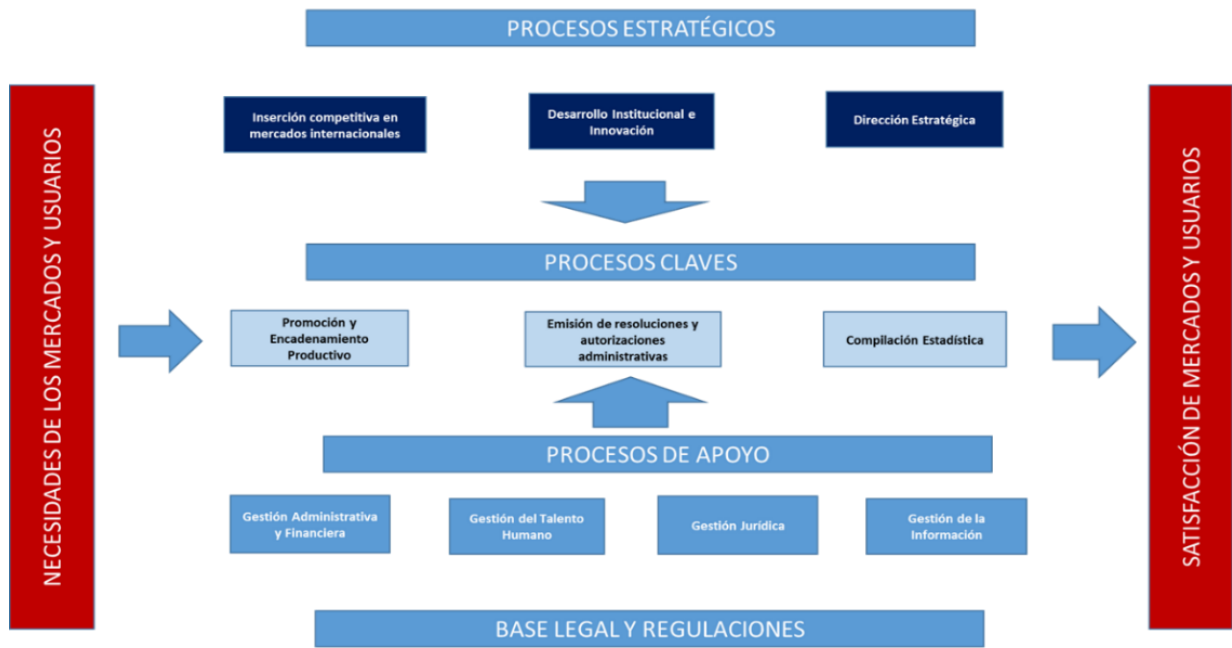 PROCESOS ESTRATÉGICOS
NECESIDADES DE LOS MERCADOS Y USUARIOS
Inserción competitiva en
mercados internacionales
Desarrollo Institucional e
Innovación
Dirección Estratégica
PROCESOS CLAVES
Promoción y
Encadenamiento
Productivo
Emisión de resoluciones y
autorizaciones
administrativas
Compilación Estadística
PROCESOS DE APOYO
Gestión Administrativa
y Financiera
Gestión del Talento
Humano
Gestión Jurídica
Gestión de la
Información
BASE LEGAL Y REGULACIONES
SATISFACCIÓN DE MERCADOS Y USUARIOS